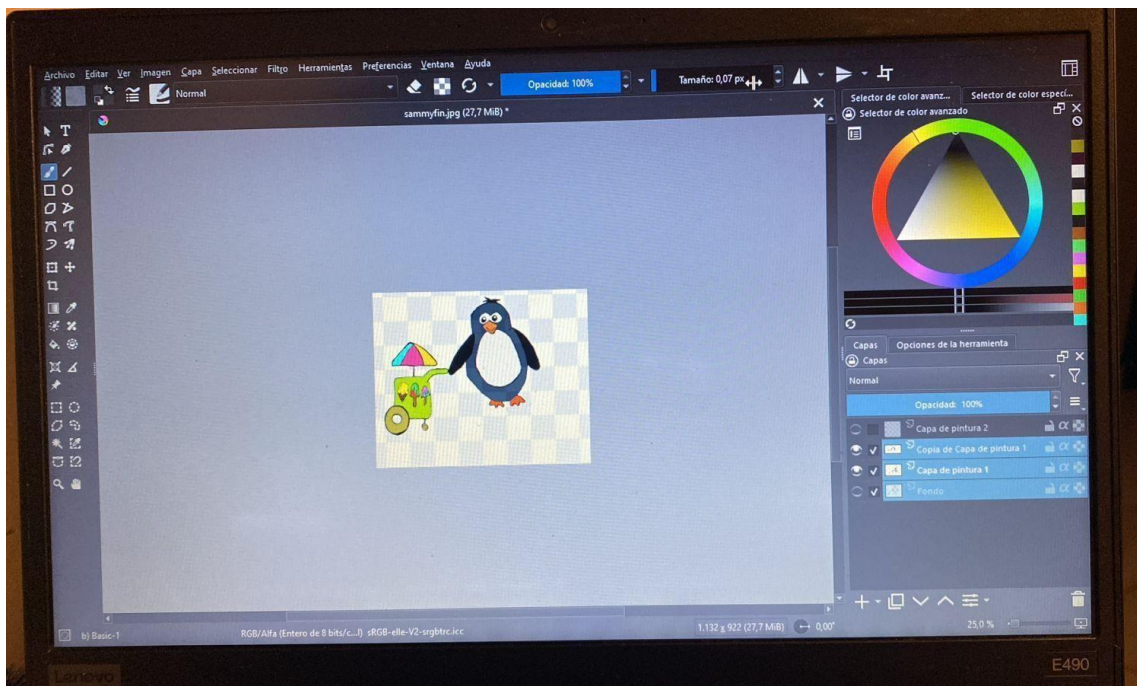 Archivo Editar Ver Imagen Capa Seleccionar Filtro Herramientas Preferencias Ventana Ayuda
Normal
Opacidad: 100%
Tamaño: 0,07 px
sammyfin.jpg (27,7 MiB) *
Selector de color avanz...
Selector de color especí...
Selector de color avanzado
Capas
Opciones de la herramienta
Capas
Normal
Opacidad: 100%
Capa de pintura 2
Copia de Capa de pintura 1
Capa de pintura 1
Fondo
b) Basic-1
RGB/Alfa (Entero de 8 bits/c...l) sRGB-elle-V2-srgbtrc.icc
1.132 x 922 (27,7 MiB)
0,00°
25,0 %
Lenovo
E490